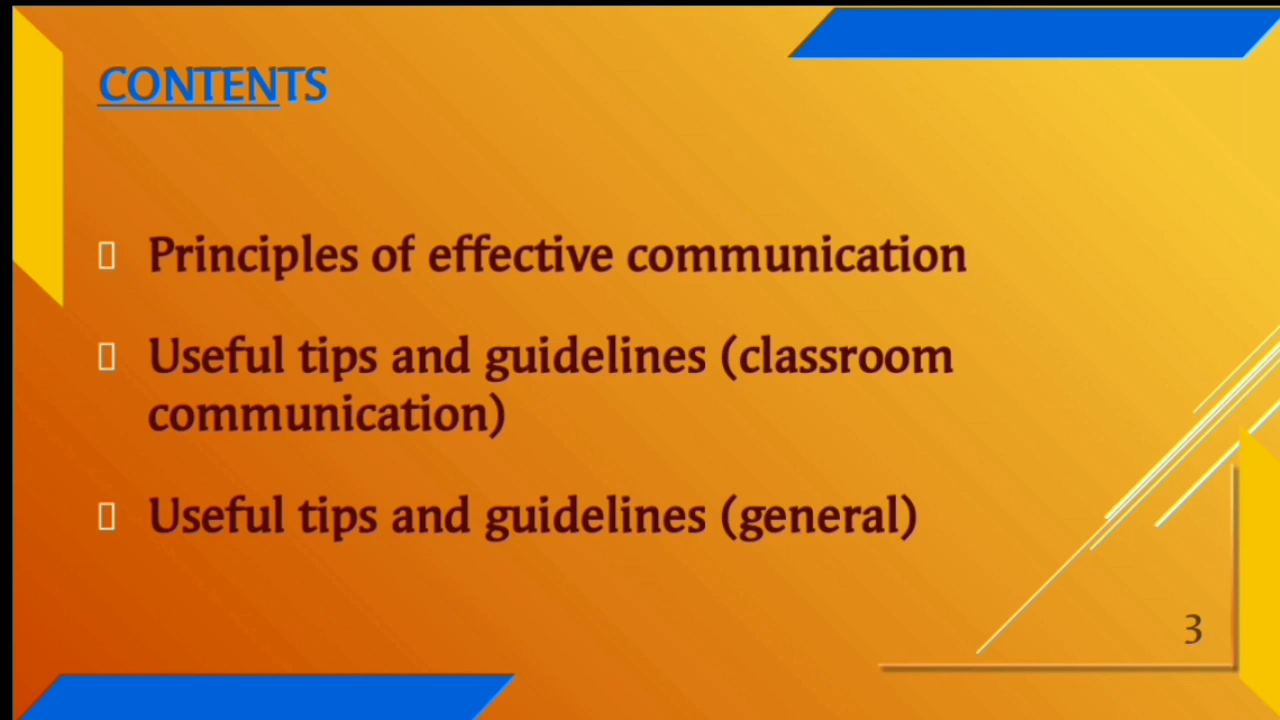 CONTENTS
Principles of effective communication
Useful tips and guidelines (classroom
communication)
Useful tips and guidelines (general)
3